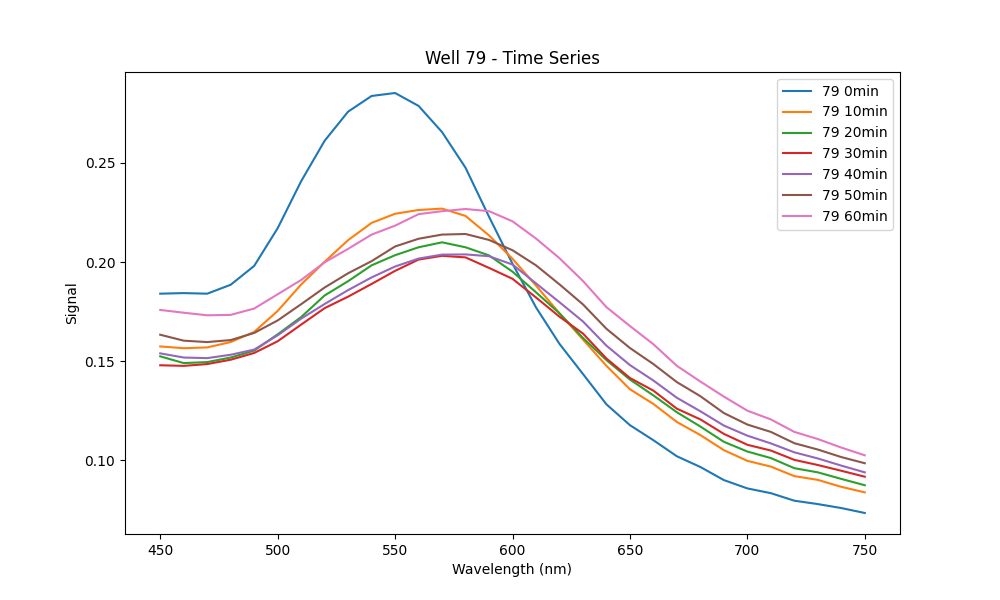 Well 79 - Time Series
79 0min
79 10min
79 20min
79 30min
79 40min
79 50min
79 60min
Signal
0.25
0.20
0.15
0.10
450 500 550 600 650 700 750
Wavelength (nm)